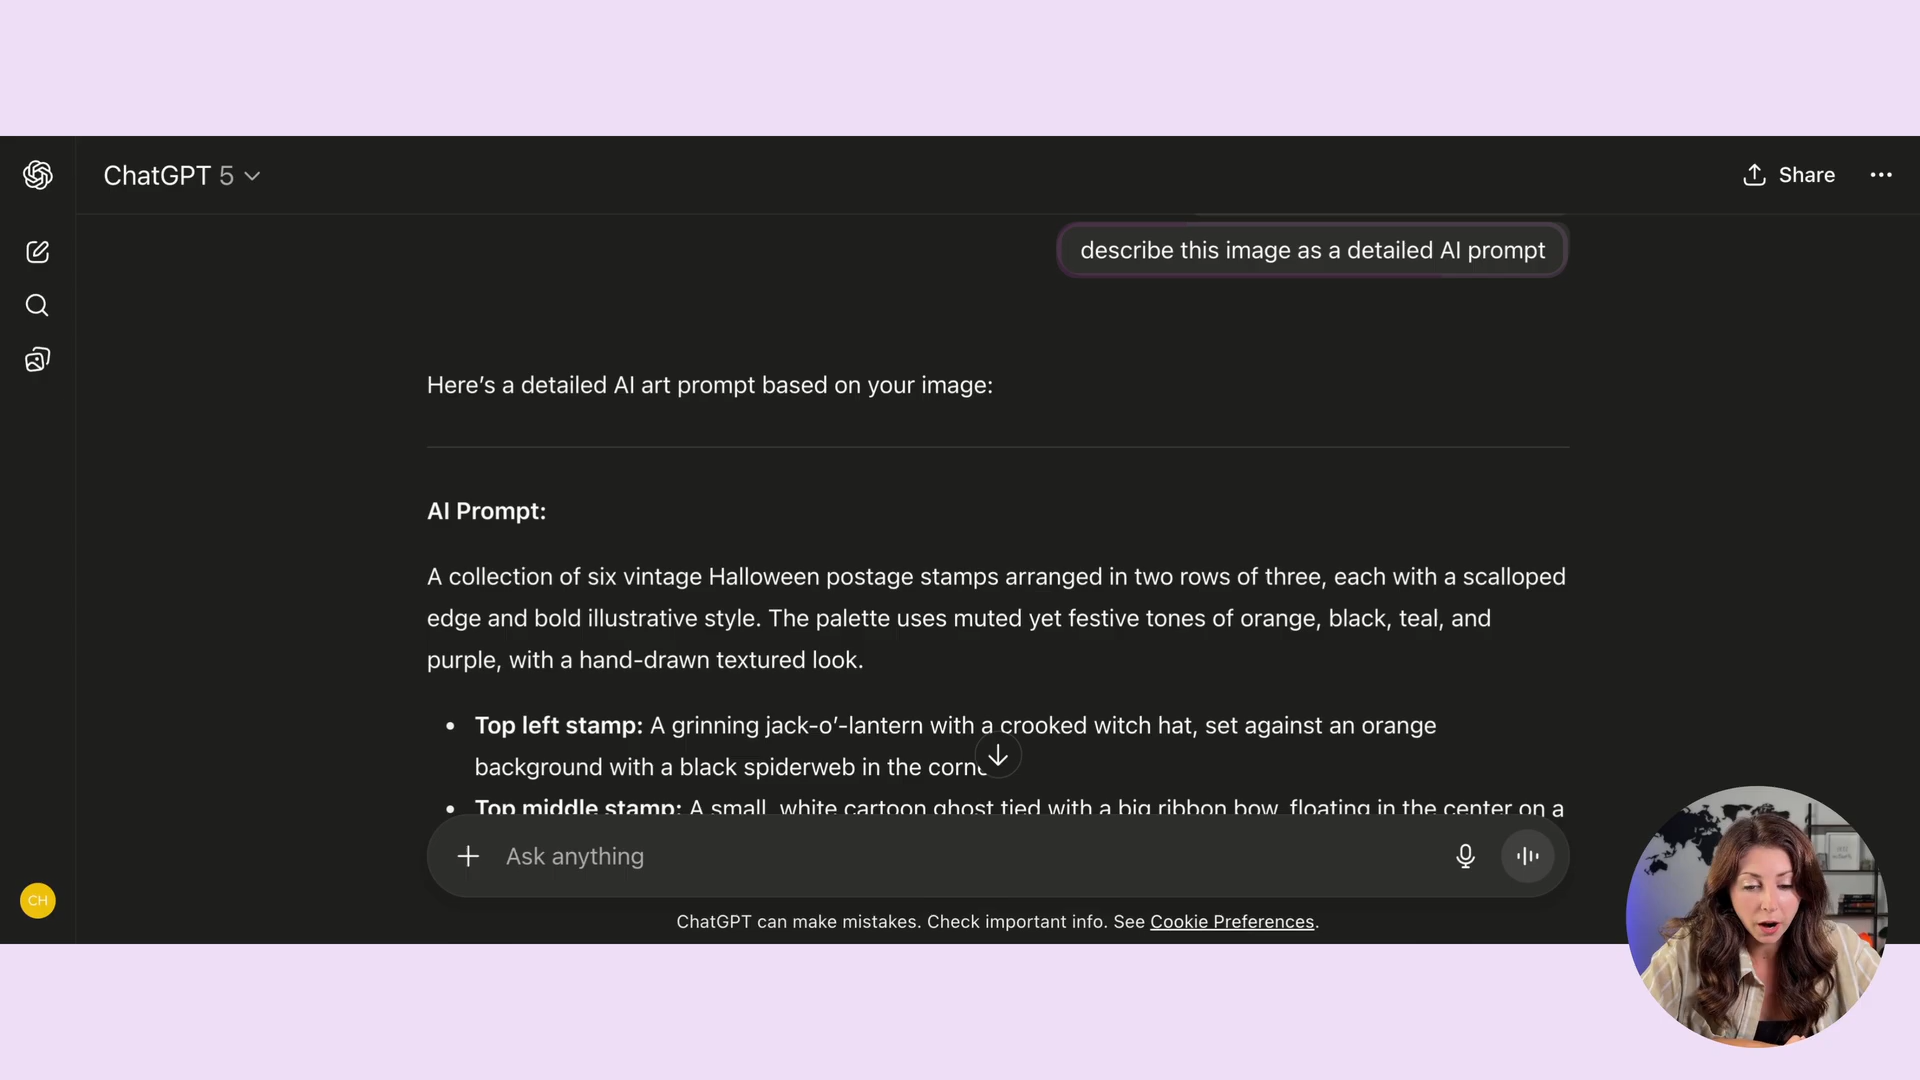 ChatGPT 5
Share
describe this image as a detailed AI prompt
Here’s a detailed AI art prompt based on your image:
AI Prompt:
A collection of six vintage Halloween postage stamps arranged in two rows of three, each with a scalloped
edge and bold illustrative style. The palette uses muted yet festive tones of orange, black, teal, and
purple, with a hand-drawn textured look.
• Top left stamp: A grinning jack-o’-lantern with a crooked witch hat, set against an orange
background with a black spiderweb in the
• Top middle stamp: A small, white cartoon ghost tied with a big ribbon bow, floating in the center on a
Ask anything
CH
ChatGPT can make mistakes. Check important info. See Cookie Preferences.